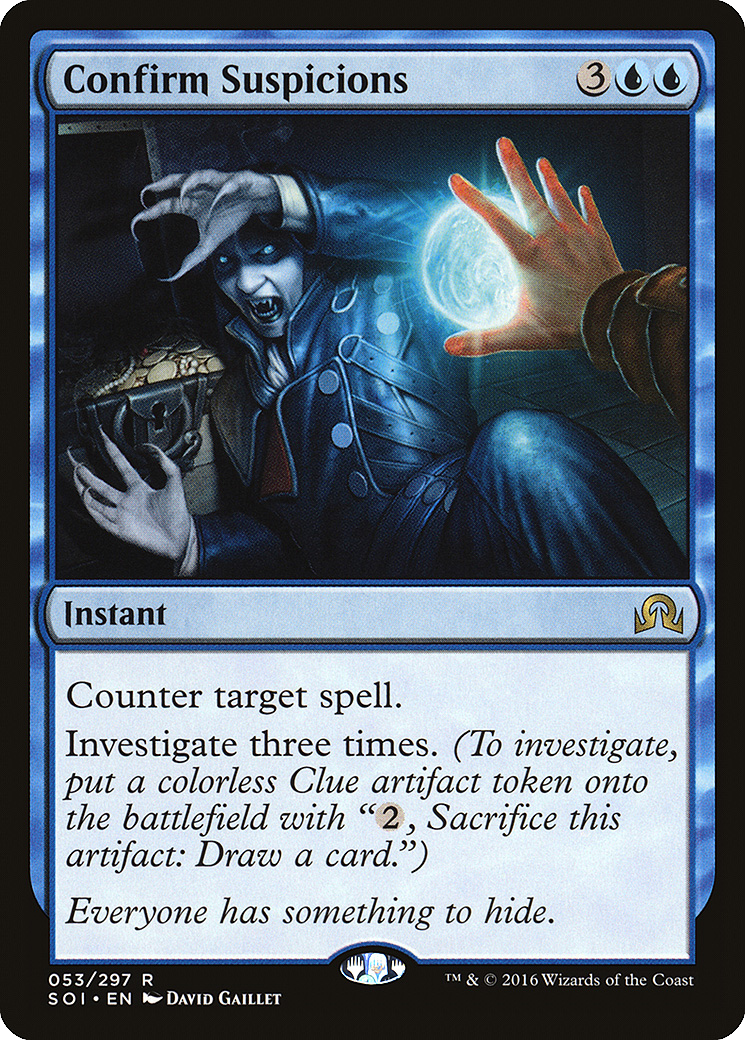 Confirm Suspicions 3
Instant
Counter target spell.
Investigate three times. (To investigate,
put a colorless Clue artifact token onto
the battlefield with “2, Sacrifice this
artifact: Draw a card.”)
Everyone has something to hide.
053/297 R
SOI • EN DAVID GAILLET
™ & © 2016 Wizards of the Coast